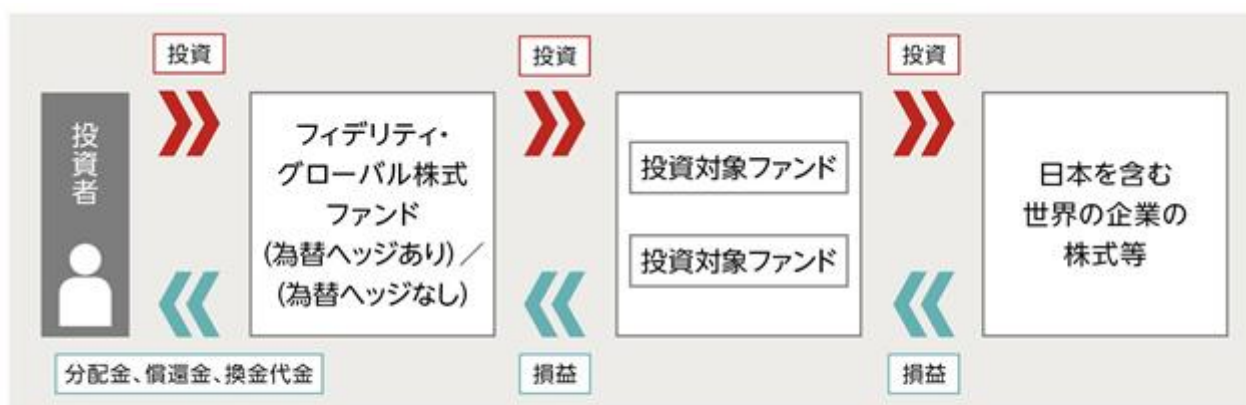 投資
投資
投資
投資者
フィデリティ・
グローバル株式
ファンド
(為替ヘッジあり)／
(為替ヘッジなし)
投資対象ファンド
投資対象ファンド
日本を含む
世界の企業の
株式等
分配金、償還金、換金代金
損益
損益